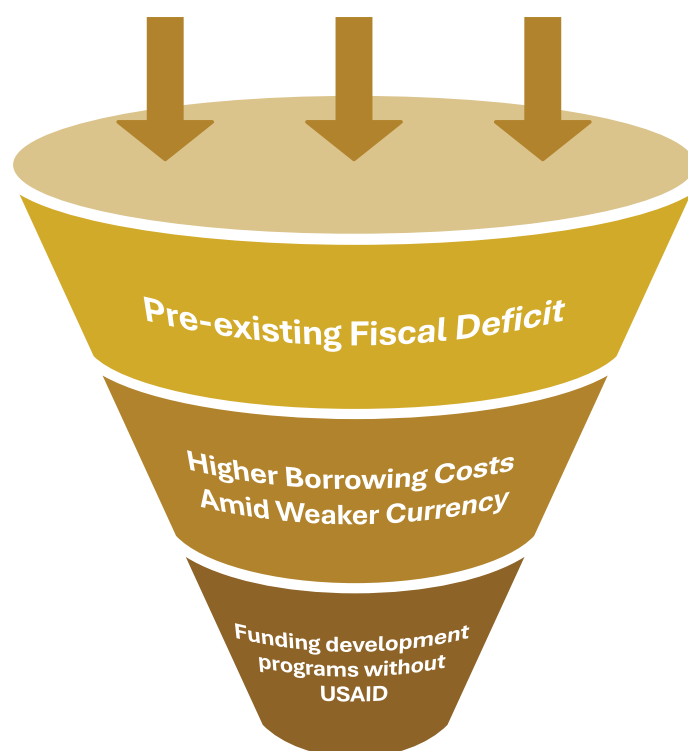 Pre-existing Fiscal Deficit
Higher Borrowing Costs
Amid Weaker Currency
Funding development
programs without
USAID